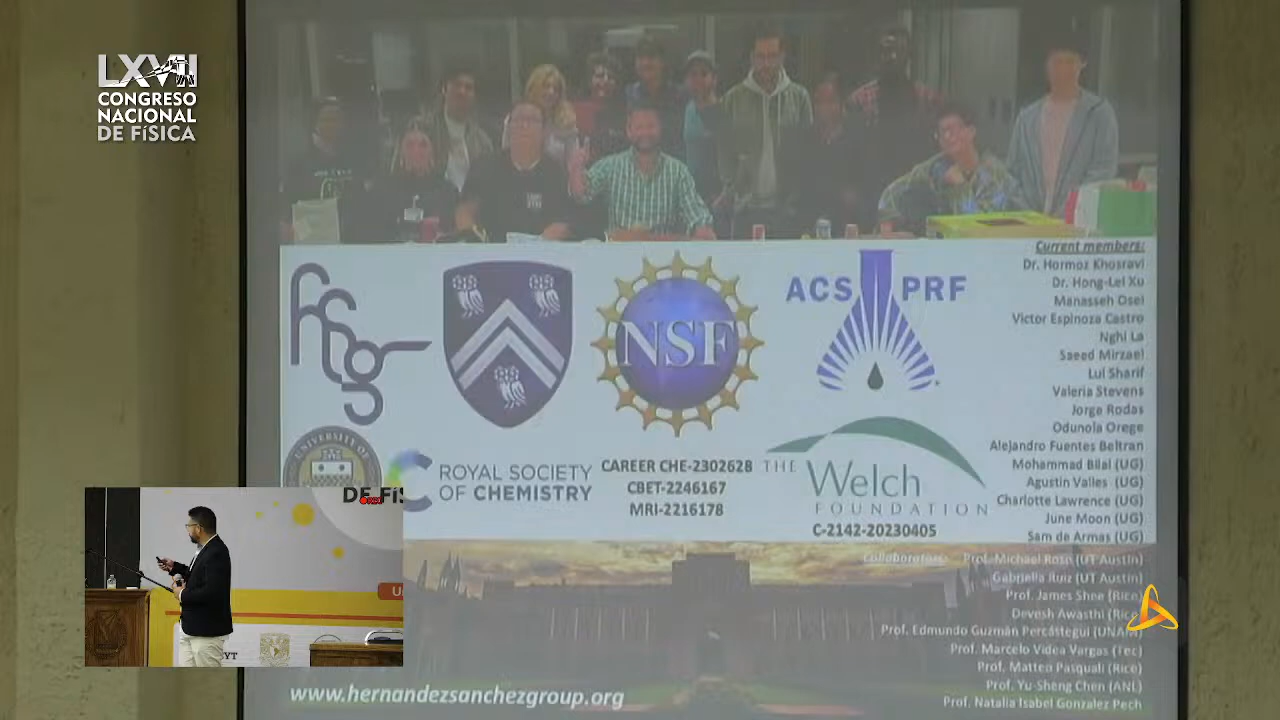 LXVII
CONGRESO
NACIONAL
DE FíSICA
hsg
NSF
ACS PRF
UNIVERSITY OF
ROYAL SOCIETY
OF CHEMISTRY
CAREER CHE-2302628
CBET-2246167
MRI-2216178
THE
Welch
FOUNDATION
C-2142-20230405
Current members:
Dr. Hormoz Khosravi
Dr. Hong-Lei Xu
Manasseh Osei
Victor Espinoza Castro
Nghi La
Saeed Mirzaei
Lul Sharif
Valeria Stevens
Jorge Rodas
Odunola Orege
Alejandro Fuentes Beltran
Mohammad Bilal (UG)
Agustin Valles (UG)
Charlotte Lawrence (UG)
June Moon (UG)
Sam de Armas (UG)
Collaborators: Prof. Michael Rose (UT Austin)
Gabriella Ruiz (UT Austin)
Prof. James Shee (Rice)
Devesh Awasthi (Rice)
Prof. Edmundo Guzmán Percástegui (UNAM)
Prof. Marcelo Videa Vargas (Tec)
Prof. Matteo Pasquali (Rice)
Prof. Yu-Sheng Chen (ANL)
Prof. Natalia Isabel Gonzalez Pech
www.hernandezsanchezgroup.org
DE FíS
U
YT